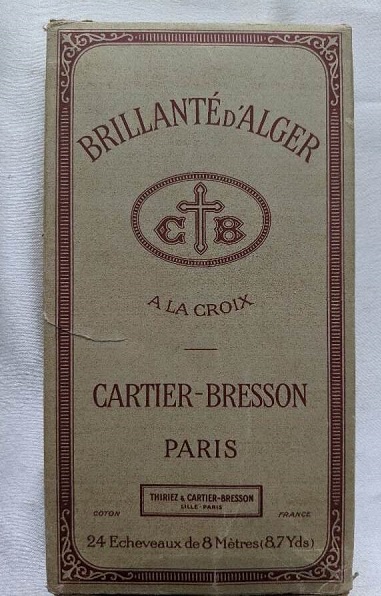 BRILLANTÉ D'ALGER
C B
A LA CROIX
CARTIER-BRESSON
PARIS
THIRIEZ & CARTIER-BRESSON
LILLE-PARIS
COTON FRANCE
24 Echeveaux de 8 Mètres (8,7 Yds)